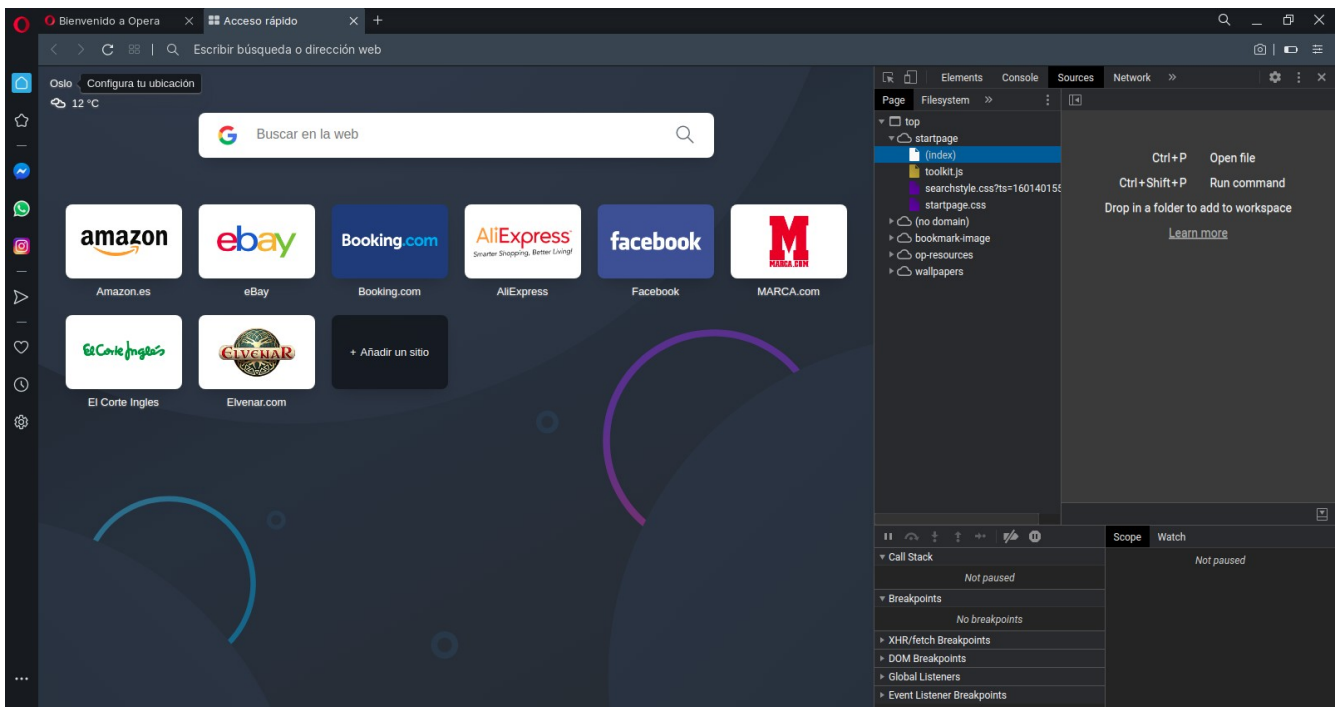 Bienvenido a Opera
Acceso rápido
Escribir búsqueda o dirección web
Oslo
Configura tu ubicación
12 °C
Buscar en la web
amazon
ebay
Booking.com
AliExpress
Smarter Shopping, Better Living!
facebook
M
MARCA.COM
Amazon.es
eBay
Booking.com
AliExpress
Facebook
MARCA.com
El Corte Inglés
ELVENAR
+ Añadir un sitio
El Corte Ingles
Elvenar.com
Elements Console Sources Network »
Page Filesystem »
top
startpage
(index)
toolkit.js
searchstyle.css?ts=160140155
startpage.css
(no domain)
bookmark-image
op-resources
wallpapers
Ctrl+P Open file
Ctrl+Shift+P Run command
Drop in a folder to add to workspace
Learn more
Scope Watch
Call Stack
Not paused
Not paused
Breakpoints
No breakpoints
XHR/fetch Breakpoints
DOM Breakpoints
Global Listeners
Event Listener Breakpoints